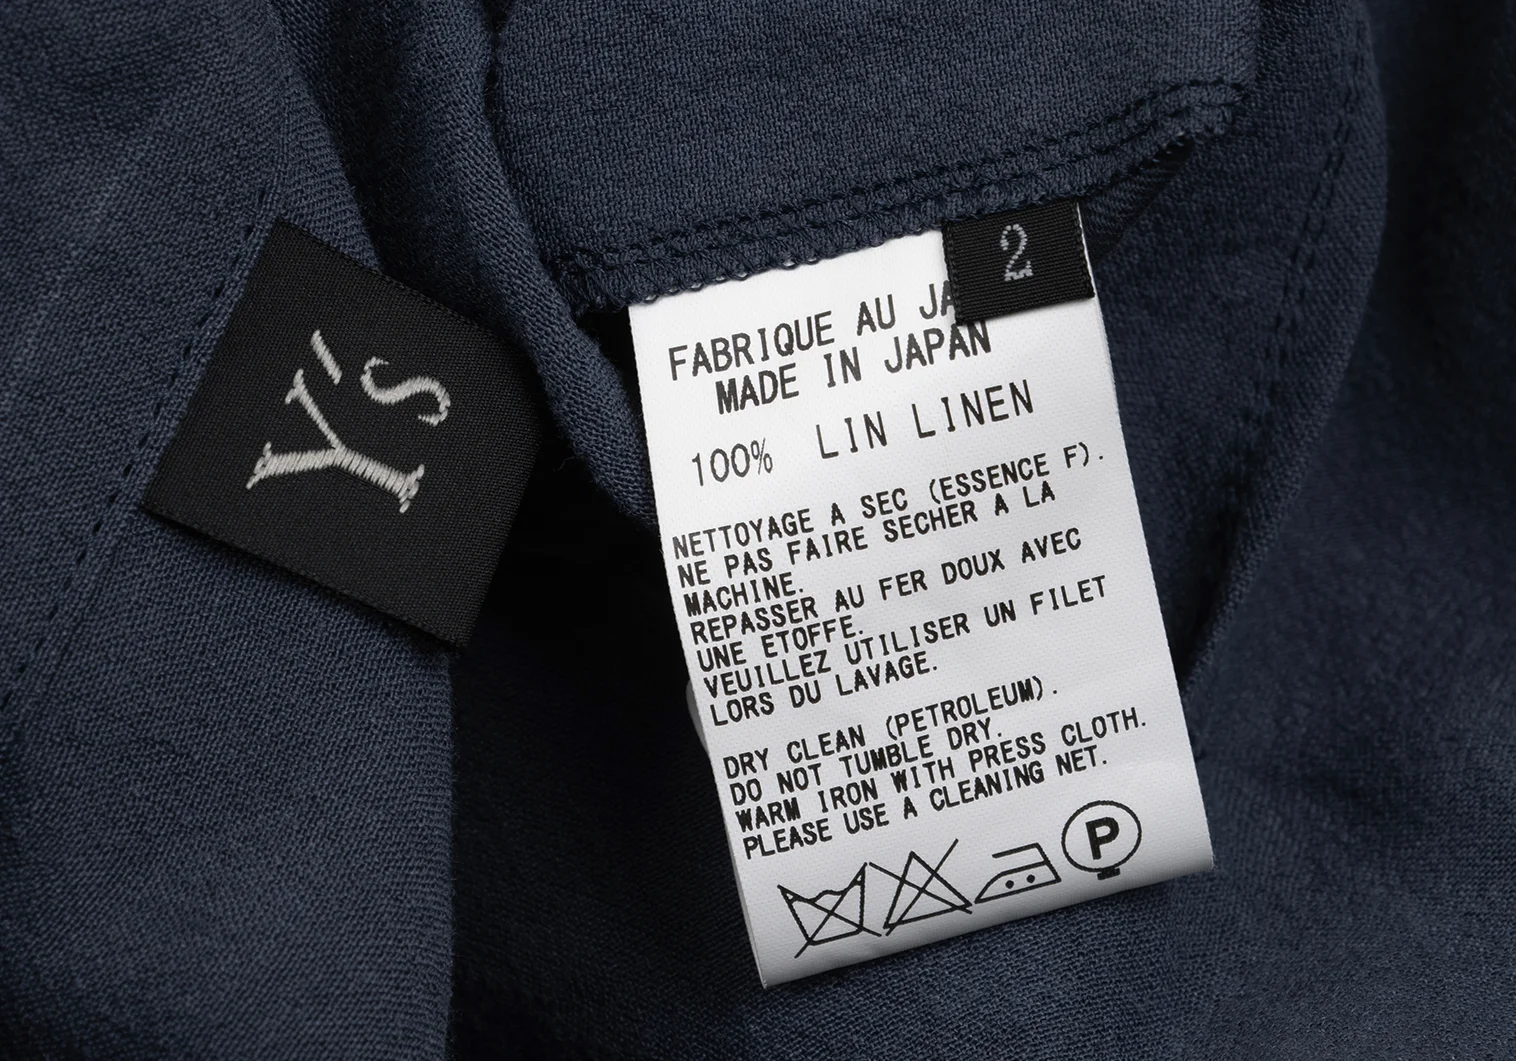 Y's
2
FABRIQUE AU JA
MADE IN JAPAN
100% LIN LINEN
NETTOYAGE A SEC (ESSENCE F).
NE PAS FAIRE SECHER A LA
MACHINE.
REPASSER AU FER DOUX AVEC
UNE ETOFFE.
VEUILLEZ UTILISER UN FILET
LORS DU LAVAGE.
DRY CLEAN (PETROLEUM).
DO NOT TUMBLE DRY.
WARM IRON WITH PRESS CLOTH.
PLEASE USE A CLEANING NET.
P